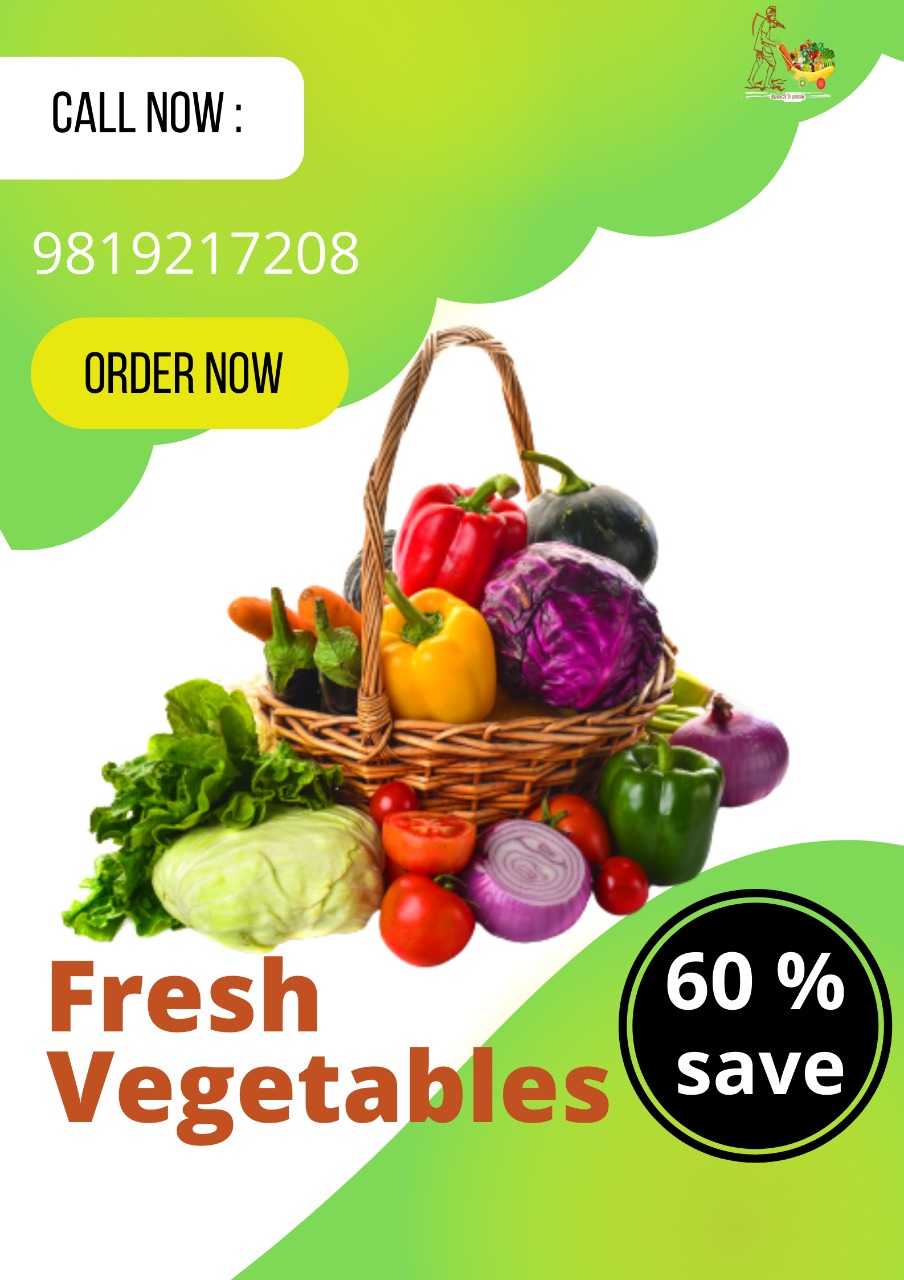 CALL NOW :
9819217208
ORDER NOW
Fresh
Vegetables
60 %
save